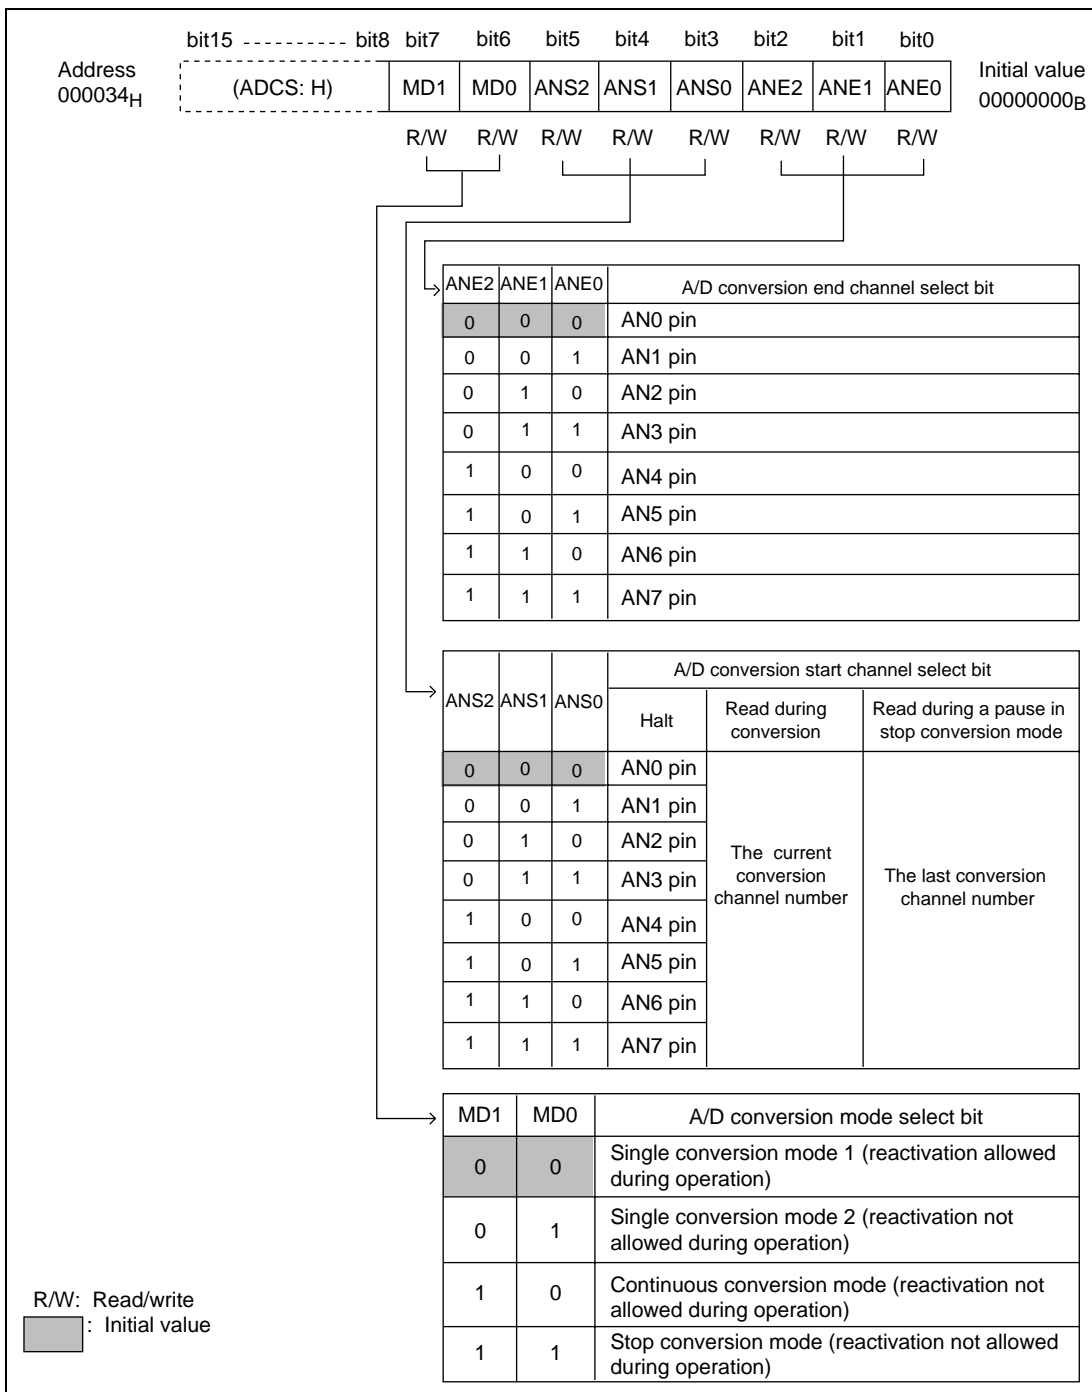 bit15 bit8 bit7 bit6 bit5 bit4 bit3 bit2 bit1 bit0
Address
000034H
(ADCS: H) MD1 MD0 ANS2 ANS1 ANS0 ANE2 ANE1 ANE0
Initial value
00000000B
R/W R/W R/W R/W R/W R/W R/W R/W
ANE2 ANE1 ANE0 A/D conversion end channel select bit
0 0 0 AN0 pin
0 0 1 AN1 pin
0 1 0 AN2 pin
0 1 1 AN3 pin
1 0 0 AN4 pin
1 0 1 AN5 pin
1 1 0 AN6 pin
1 1 1 AN7 pin
ANS2 ANS1 ANS0
A/D conversion start channel select bit
Halt
Read during
conversion
Read during a pause in
stop conversion mode
0 0 0 AN0 pin
0 0 1 AN1 pin
0 1 0 AN2 pin
0 1 1 AN3 pin
1 0 0 AN4 pin
1 0 1 AN5 pin
1 1 0 AN6 pin
1 1 1 AN7 pin
The current
conversion
channel number
The last conversion
channel number
MD1 MD0 A/D conversion mode select bit
0 0 Single conversion mode 1 (reactivation allowed
during operation)
0 1 Single conversion mode 2 (reactivation not
allowed during operation)
1 0 Continuous conversion mode (reactivation not
allowed during operation)
1 1 Stop conversion mode (reactivation not allowed
during operation)
R/W: Read/write
: Initial value